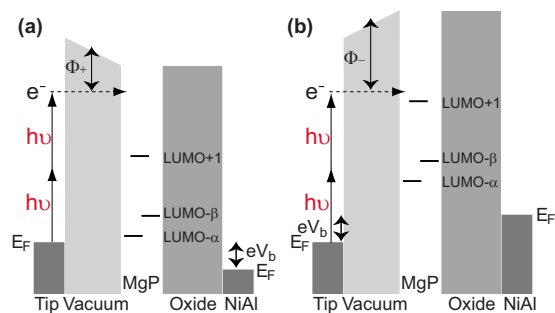 (a)
Φ+
e-
hυ
LUMO+1
hυ
LUMO-β
LUMO-α
EF
eVb
EF
MgP
Tip Vacuum Oxide NiAl
(b)
Φ−
e-
LUMO+1
hυ
LUMO-β
LUMO-α
hυ
eVb
EF
EF
MgP
Tip Vacuum Oxide NiAl